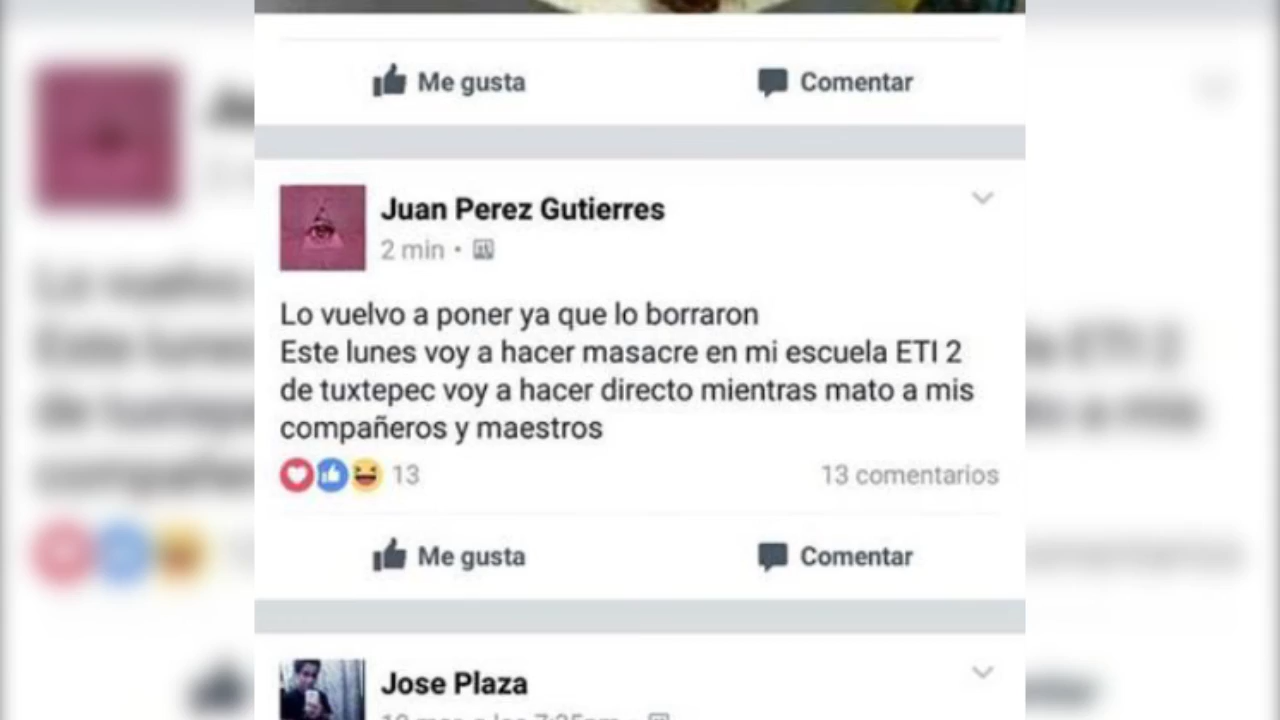 Me gusta
Comentar
Juan Perez Gutierres
2 min ·
Lo vuelvo a poner ya que lo borraron
Este lunes voy a hacer masacre en mi escuela ETI 2
de tuxtepec voy a hacer directo mientras mato a mis
compañeros y maestros
13
13 comentarios
Me gusta
Comentar
Jose Plaza